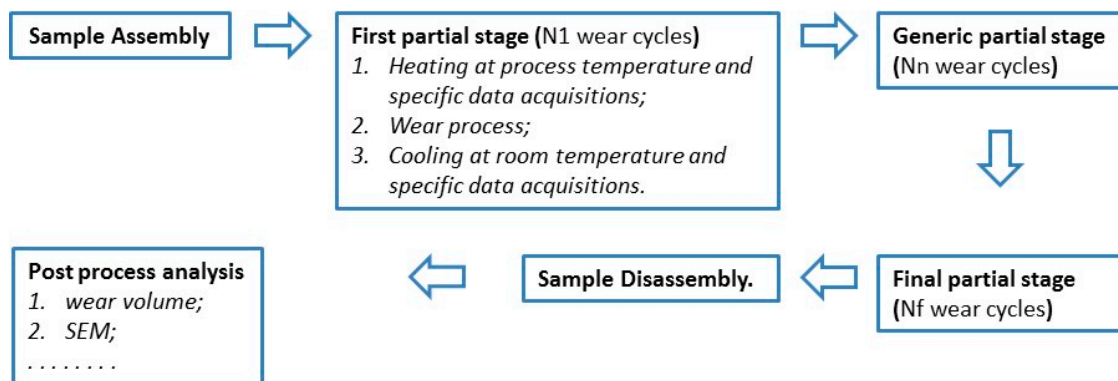 Sample Assembly
First partial stage (N1 wear cycles)
1. Heating at process temperature and
specific data acquisitions;
2. Wear process;
3. Cooling at room temperature and
specific data acquisitions.
Generic partial stage
(Nn wear cycles)
Final partial stage
(Nf wear cycles)
Sample Disassembly.
Post process analysis
1. wear volume;
2. SEM;
. . . . . . . .